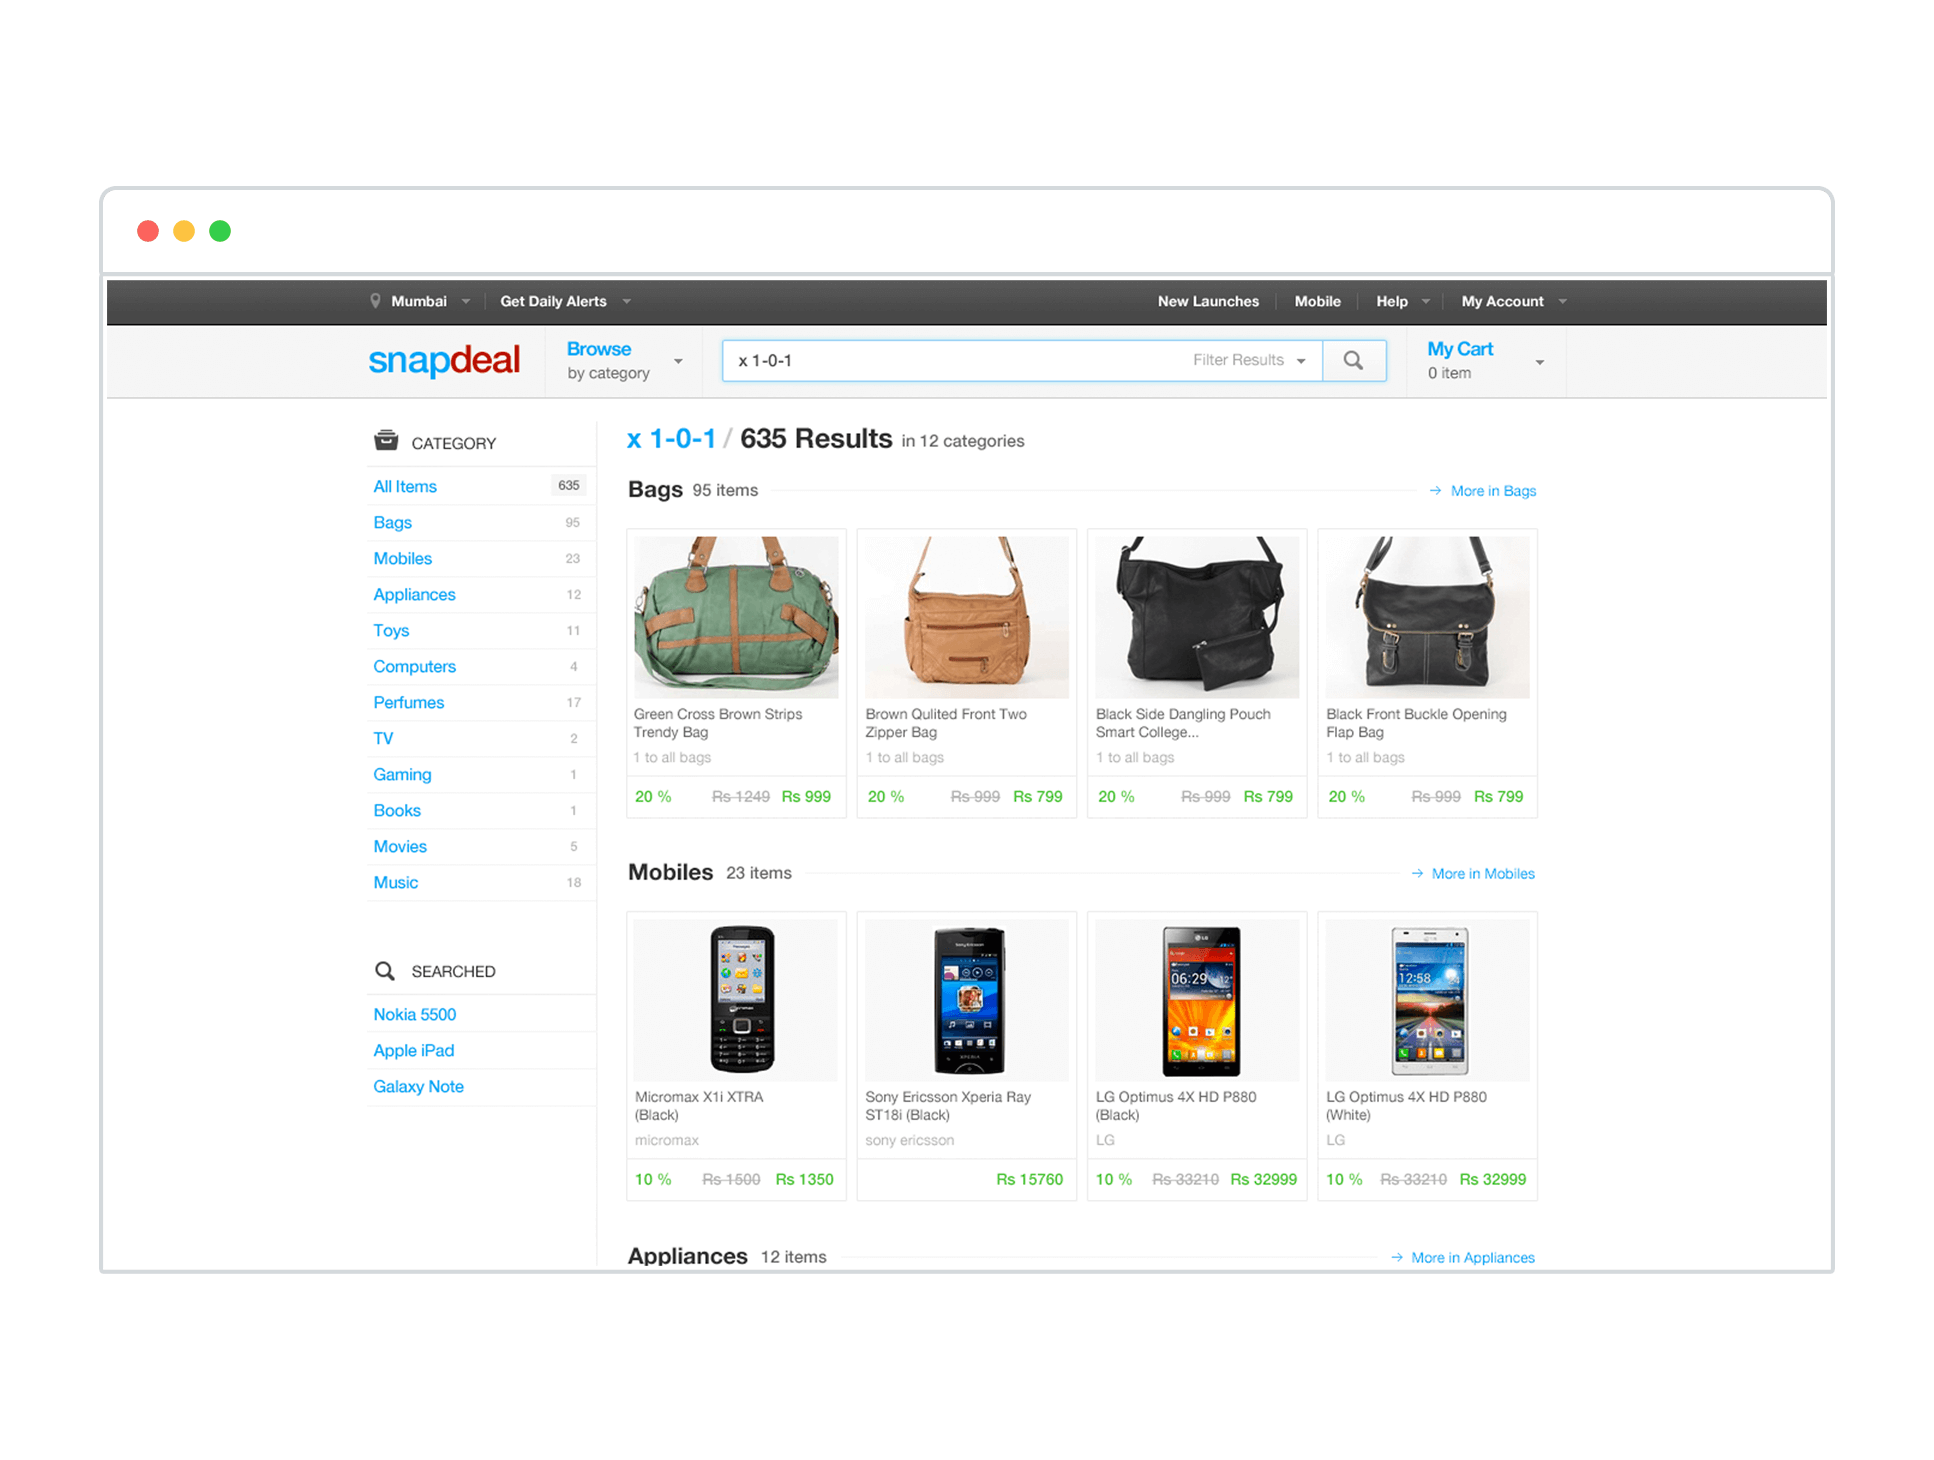 Mumbai Get Daily Alerts New Launches Mobile Help My Account
snapdeal
Browse
by category
x 1-0-1 Filter Results
My Cart
0 item
CATEGORY
All Items 635
Bags 95
Mobiles 23
Appliances 12
Toys 11
Computers 4
Perfumes 17
TV 2
Gaming 1
Books 1
Movies 5
Music 18
SEARCHED
Nokia 5500
Apple iPad
Galaxy Note
x 1-0-1 / 635 Results in 12 categories
Bags 95 items → More in Bags
Green Cross Brown Strips
Trendy Bag
1 to all bags
20 % Rs 1249 Rs 999
Brown Qulited Front Two
Zipper Bag
1 to all bags
20 % Rs 999 Rs 799
Black Side Dangling Pouch
Smart College...
1 to all bags
20 % Rs 999 Rs 799
Black Front Buckle Opening
Flap Bag
1 to all bags
20 % Rs 999 Rs 799
Mobiles 23 items → More in Mobiles
Micromax X1i XTRA
(Black)
micromax
10 % Rs 1500 Rs 1350
Sony Ericsson
XPERIA
Sony Ericsson Xperia Ray
ST18i (Black)
sony ericsson
Rs 15760
LG
06:29
LG Optimus 4X HD P880
(Black)
LG
10 % Rs 33210 Rs 32999
12:58
LG Optimus 4X HD P880
(White)
LG
10 % Rs 33210 Rs 32999
Appliances 12 items → More in Appliances